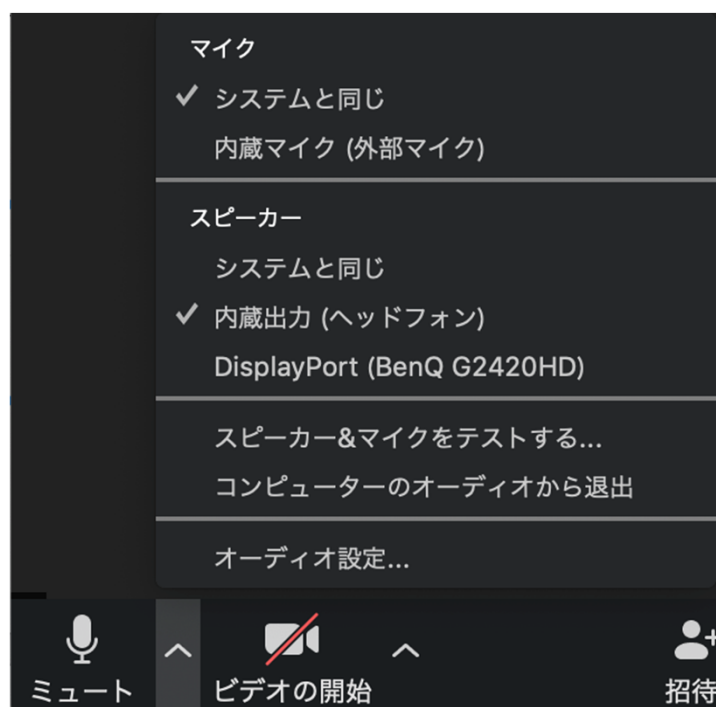 マイク
システムと同じ
内蔵マイク (外部マイク)
スピーカー
システムと同じ
内蔵出力 (ヘッドフォン)
DisplayPort (BenQ G2420HD)
スピーカー&マイクをテストする...
コンピューターのオーディオから退出
オーディオ設定...
ミュート
ビデオの開始
招待